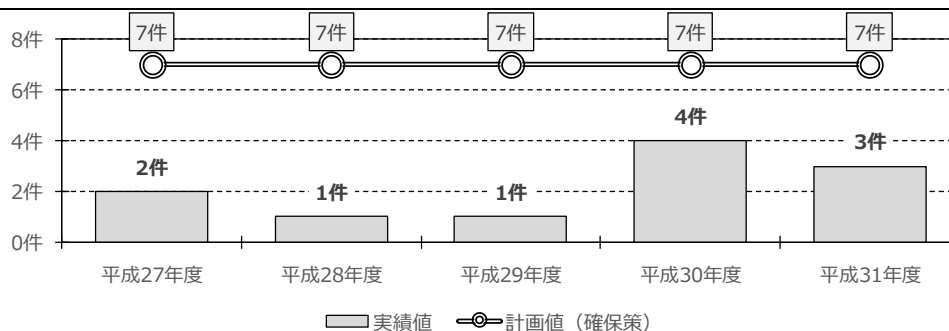 7件 7件 7件 7件 7件
8件
6件
4件
2件
0件
2件 1件 1件 4件 3件
平成27年度 平成28年度 平成29年度 平成30年度 平成31年度
実績値 計画値（確保策）